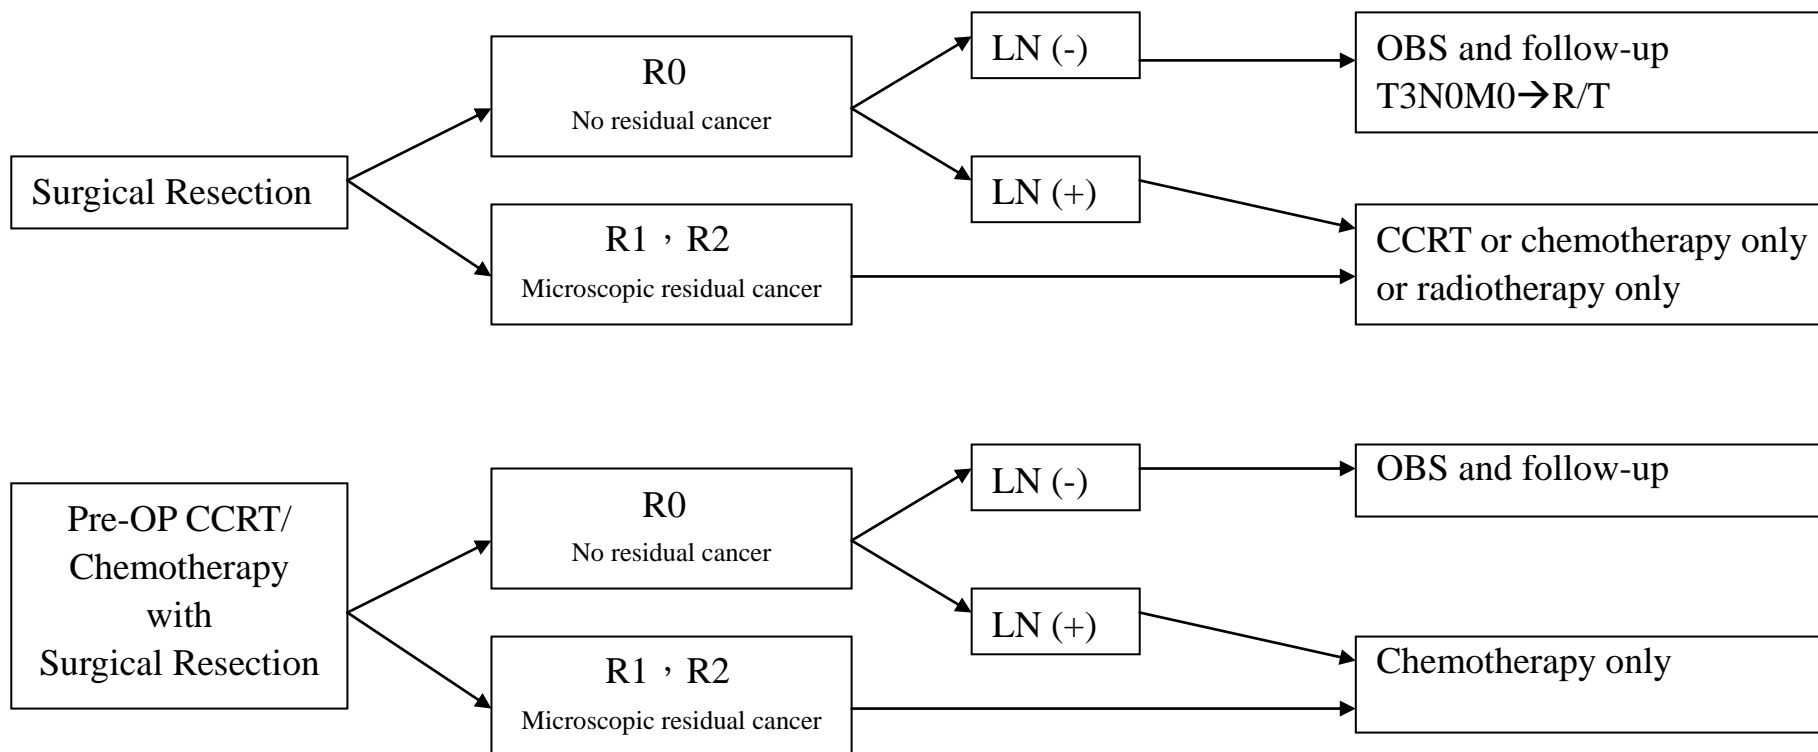 Surgical Resection
R0
No residual cancer
R1，R2
Microscopic residual cancer
LN (-)
LN (+)
OBS and follow-up
T3N0M0→R/T
CCRT or chemotherapy only
or radiotherapy only
Pre-OP CCRT/
Chemotherapy
with
Surgical Resection
R0
No residual cancer
R1，R2
Microscopic residual cancer
LN (-)
LN (+)
OBS and follow-up
Chemotherapy only